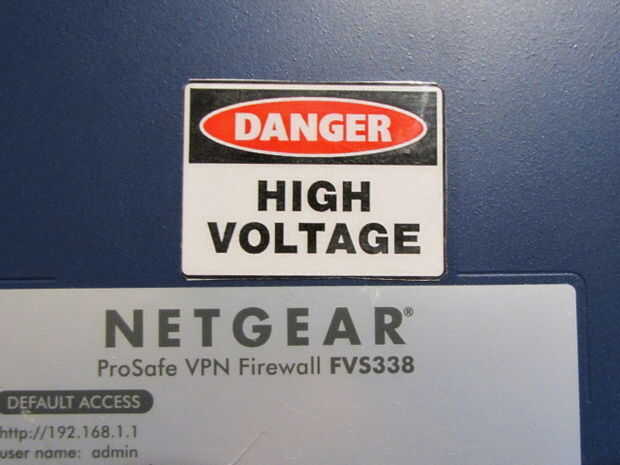 DANGER
HIGH
VOLTAGE
NETGEAR®
ProSafe VPN Firewall FVS338
DEFAULT ACCESS
http://192.168.1.1
user name: admin